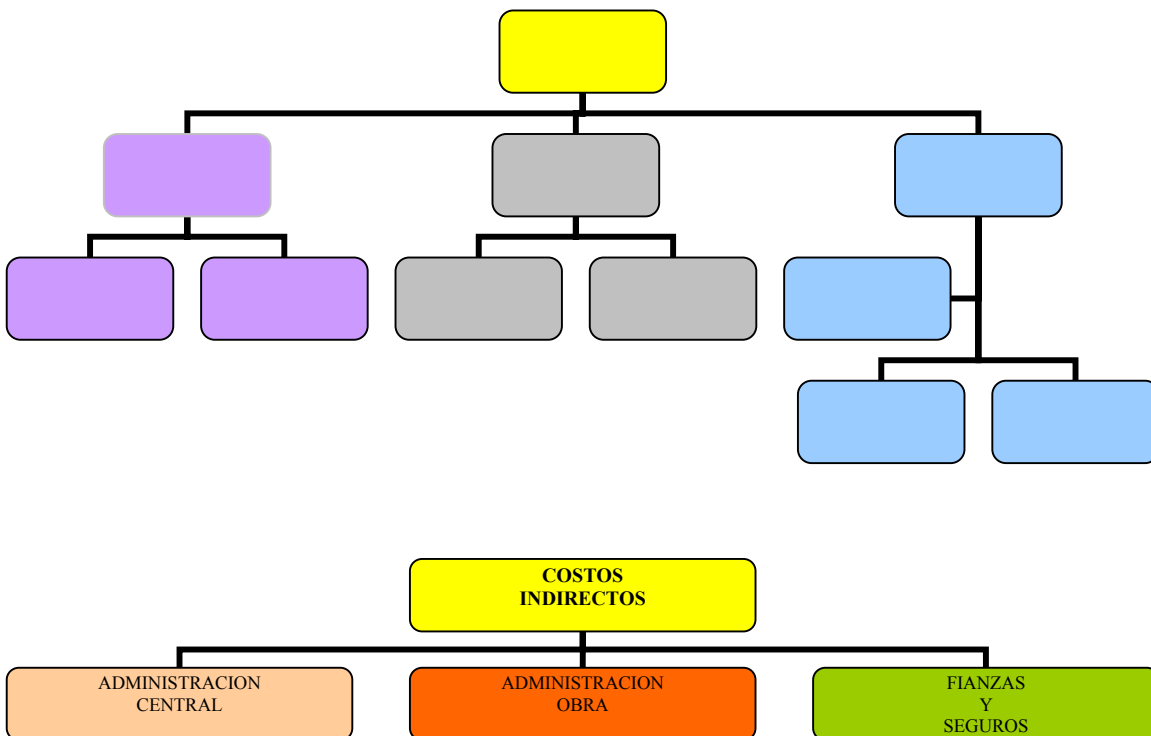 COSTOS
INDIRECTOS
ADMINISTRACION
CENTRAL
ADMINISTRACION
OBRA
FIANZAS
Y
SEGUROS